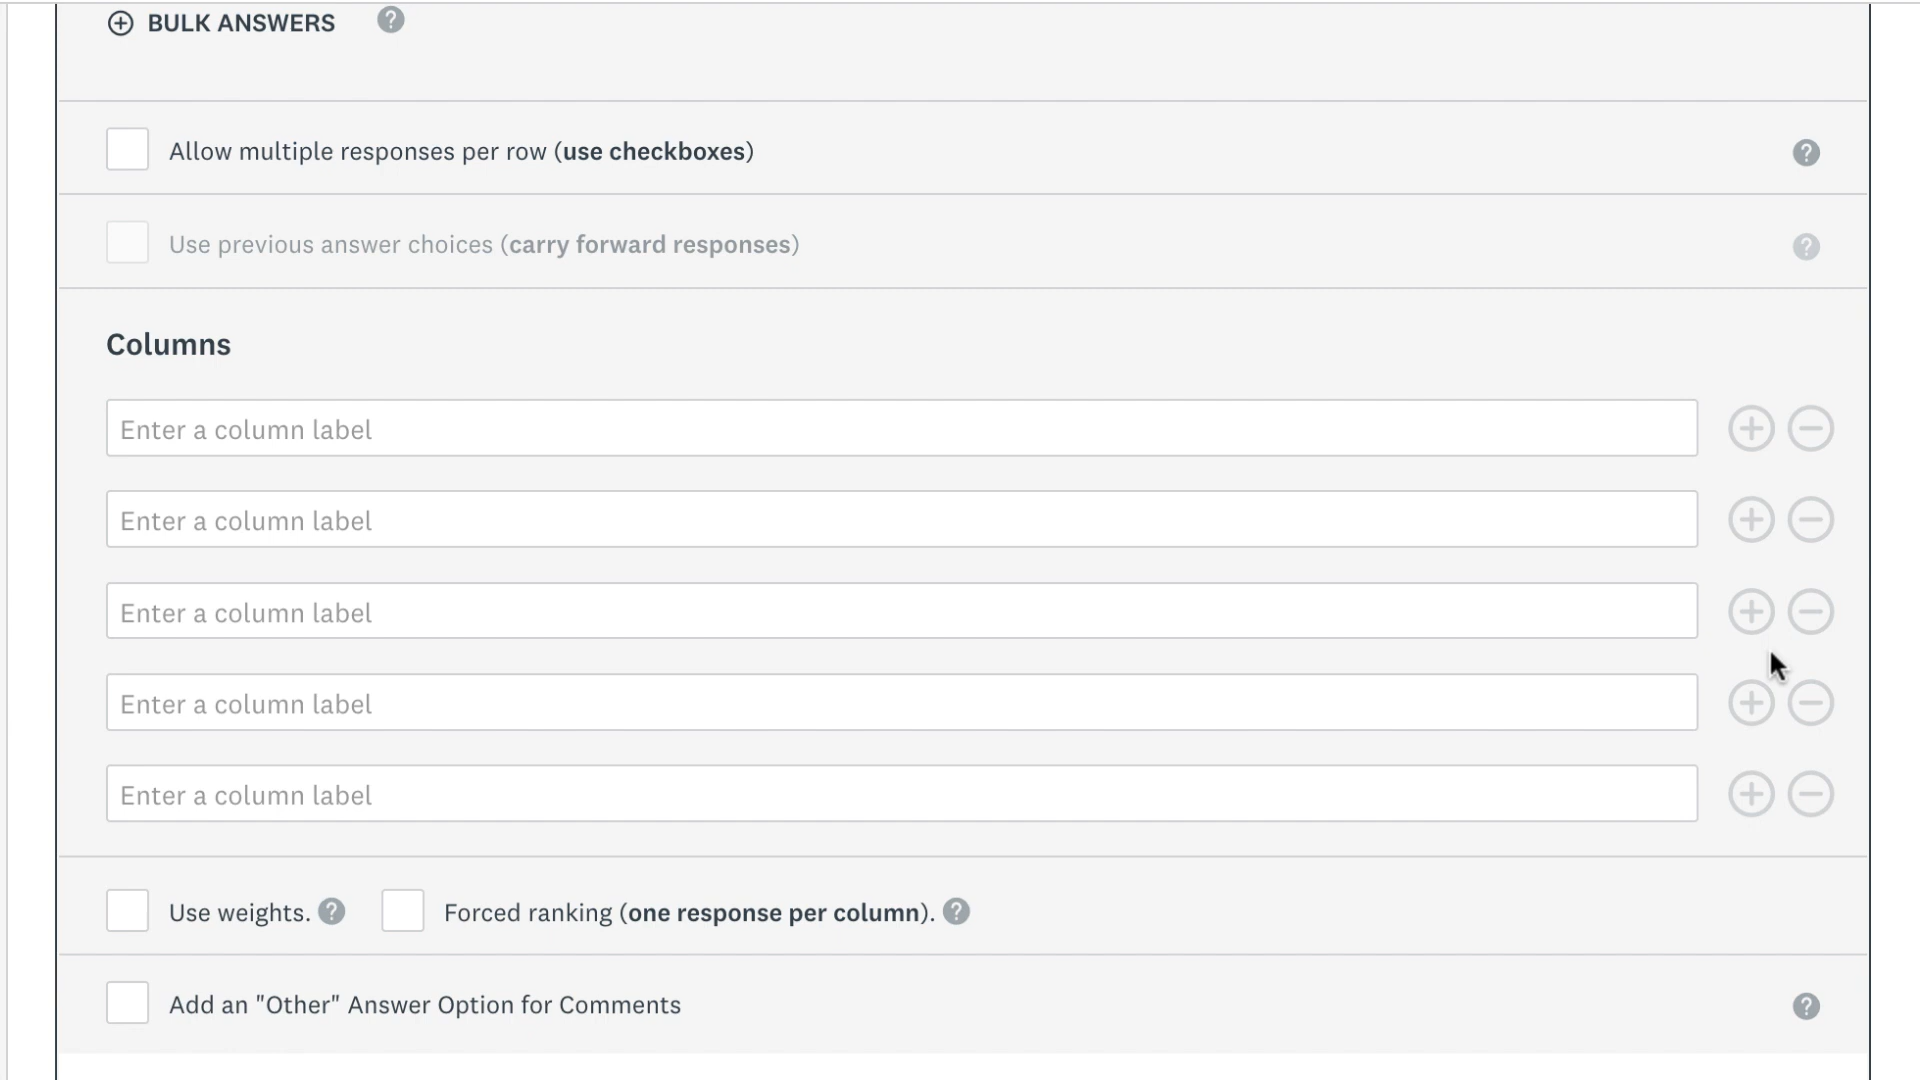 BULK ANSWERS ?
Allow multiple responses per row (use checkboxes) ?
Use previous answer choices (carry forward responses) ?
Columns
Enter a column label
Enter a column label
Enter a column label
Enter a column label
Enter a column label
Use weights. ? Forced ranking (one response per column). ?
Add an "Other" Answer Option for Comments ?